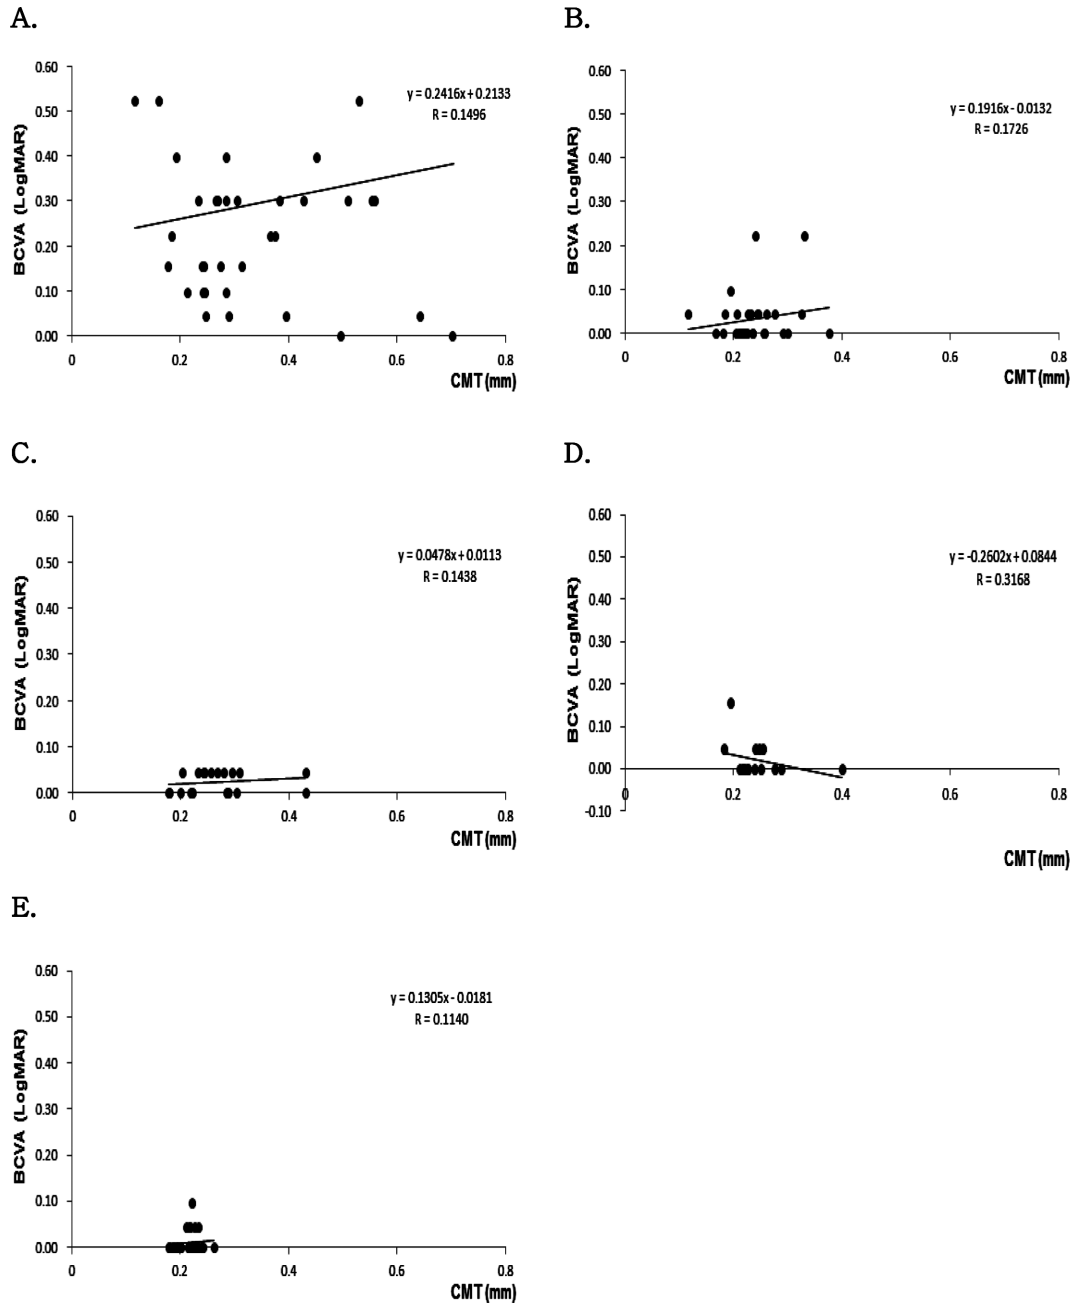 A.
0.60
0.50
0.40
0.30
0.20
0.10
0.00
BCVA (LogMAR)
y = 0.2416x + 0.2133
R = 0.1496
0 0.2 0.4 0.6 0.8
CMT (mm)
B.
0.60
0.50
0.40
0.30
0.20
0.10
0.00
BCVA (LogMAR)
y = 0.1916x - 0.0132
R = 0.1726
0 0.2 0.4 0.6 0.8
CMT (mm)
C.
0.60
0.50
0.40
0.30
0.20
0.10
0.00
BCVA (LogMAR)
y = 0.0478x + 0.0113
R = 0.1438
0 0.2 0.4 0.6 0.8
CMT (mm)
D.
0.60
0.50
0.40
0.30
0.20
0.10
0.00
-0.10
BCVA (LogMAR)
y = -0.2602x + 0.0844
R = 0.3168
0 0.2 0.4 0.6 0.8
CMT (mm)
E.
0.60
0.50
0.40
0.30
0.20
0.10
0.00
BCVA (LogMAR)
y = 0.1305x - 0.0181
R = 0.1140
0 0.2 0.4 0.6 0.8
CMT (mm)